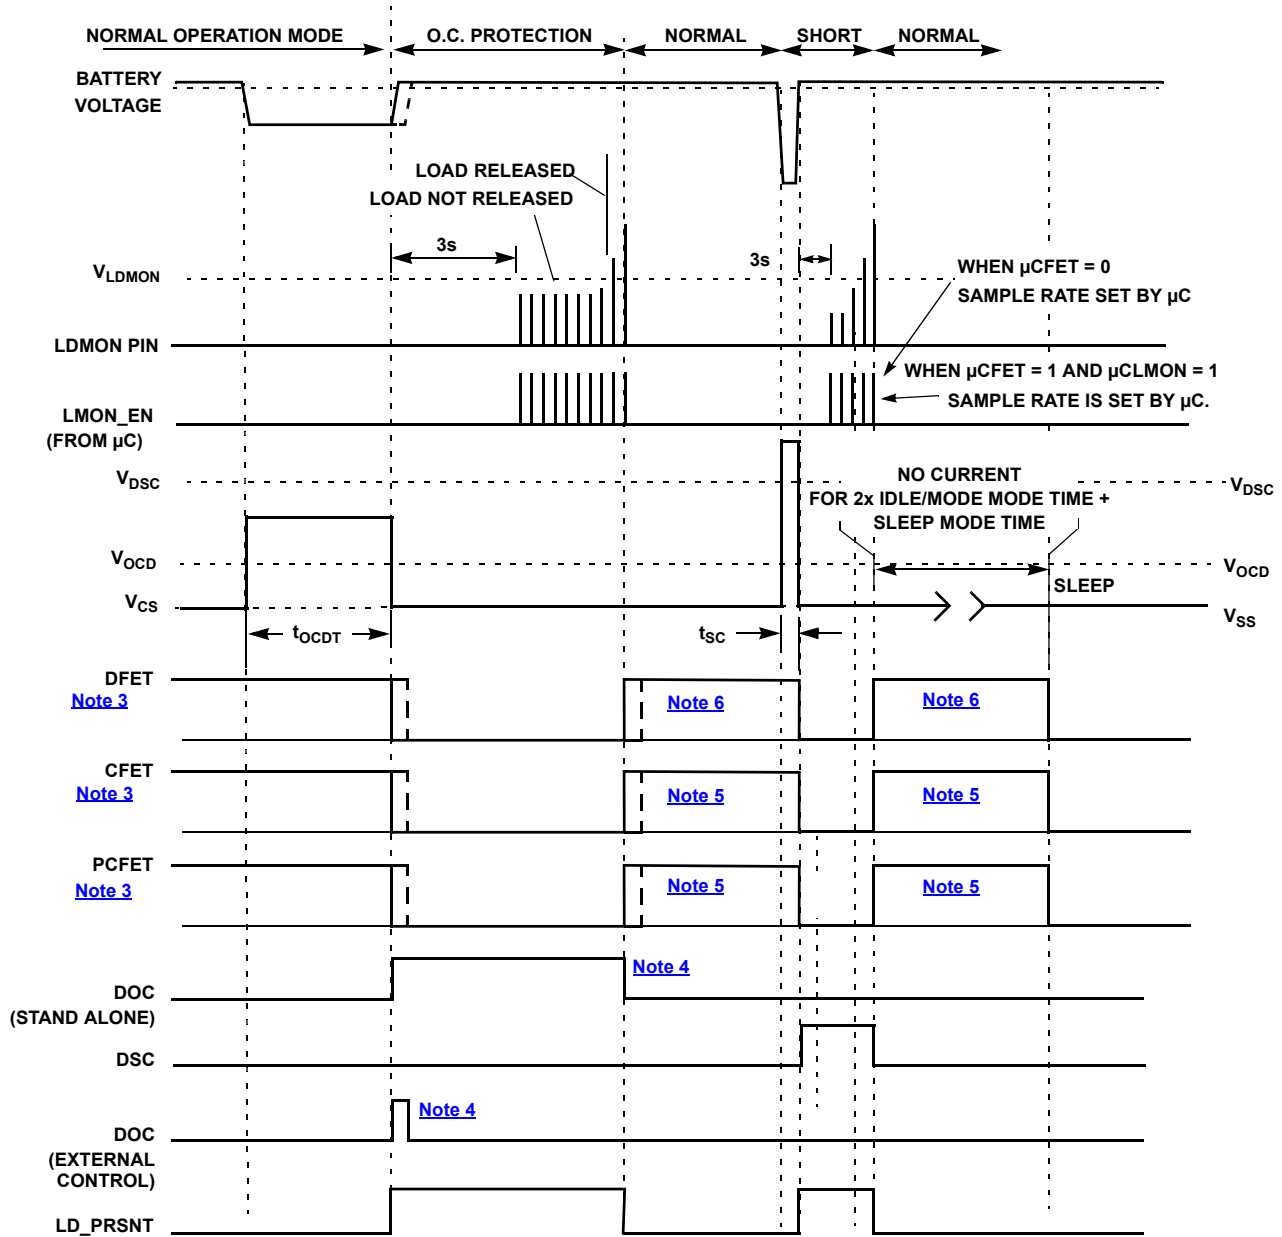 NORMAL OPERATION MODE
O.C. PROTECTION
NORMAL
SHORT
NORMAL
BATTERY
VOLTAGE
LOAD RELEASED
LOAD NOT RELEASED
3s
3s
VLDMON
WHEN µCFET = 0
SAMPLE RATE SET BY µC
LDMON PIN
WHEN µCFET = 1 AND µCLMON = 1
SAMPLE RATE IS SET BY µC.
LMON_EN
(FROM µC)
VDSC
NO CURRENT
FOR 2x IDLE/MODE MODE TIME +
SLEEP MODE TIME
VDSC
VOCD
VOCD
SLEEP
VCS
VSS
tOCDT
tSC
DFET
Note 3
Note 6
Note 6
CFET
Note 3
Note 5
Note 5
PCFET
Note 3
Note 5
Note 5
Note 4
DOC
(STAND ALONE)
DSC
Note 4
DOC
(EXTERNAL
CONTROL)
LD_PRSNT